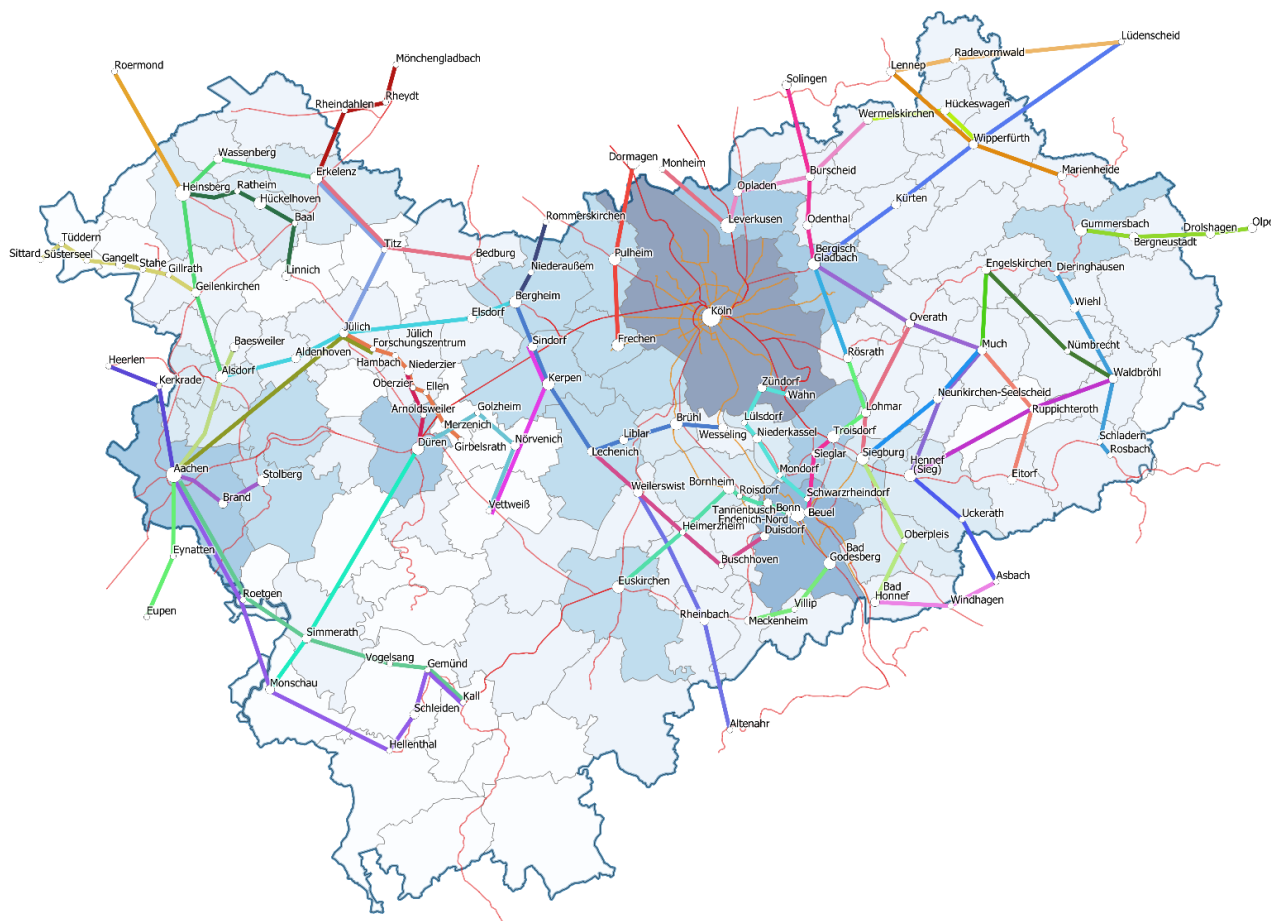 Lüdenscheid
Mönchengladbach
Radevormwald
Roermond
Lennep
Solingen
Rheydt
Rheindahlen
Hückeswagen
Wermelskirchen
Wipperfürth
Wassenberg
Dormagen
Monheim
Erkelenz
Burscheid
Marienheide
Heinsberg
Ratheim
Opladen
Hückelhoven
Kürten
Rommerskirchen
Baal
Leverkusen
Odenthal
Gummersbach
Olpe
Drolshagen
Tüddern
Titz
Bergisch
Gladbach
Bergneustadt
Sittard
Süsterseel
Gangelt
Stahe
Gillrath
Linnich
Bedburg
Pulheim
Niederaußem
Engelskirchen
Dieringhausen
Geilenkirchen
Bergheim
Wiehl
Elsdorf
Köln
Overath
Jülich
Jülich
Forschungszentrum
Baesweiler
Sindorf
Frechen
Aldenhoven
Hambach
Much
Nümbrecht
Heerlen
Rösrath
Niederzier
Alsdorf
Kerkrade
Oberzier
Ellen
Kerpen
Zündorf
Wahn
Waldbröhl
Neunkirchen-Seelscheid
Arnoldsweiler
Golzheim
Lohmar
Ruppichteroth
Merzenich
Brühl
Lülsdorf
Niederkassel
Troisdorf
Düren
Girbelsrath
Nörvenich
Liblar
Wesseling
Schladern
Rosbach
Lechenich
Sieglar
Siegburg
Aachen
Stolberg
Hennef
(Sieg)
Mondorf
Eitorf
Bornheim
Roisdorf
Weilerswist
Brand
Schwarzrheindorf
Vettweiß
Tannenbusch
Bonn
Beuel
Endenich-Nord
Duisdorf
Uckerath
Heimerzheim
Oberpleis
Eynatten
Bad
Godesberg
Buschhoven
Euskirchen
Asbach
Bad
Honnef
Roetgen
Windhagen
Eupen
Villip
Rheinbach
Meckenheim
Simmerath
Vogelsang
Gemünd
Monschau
Kall
Schleiden
Altenahr
Hellenthal